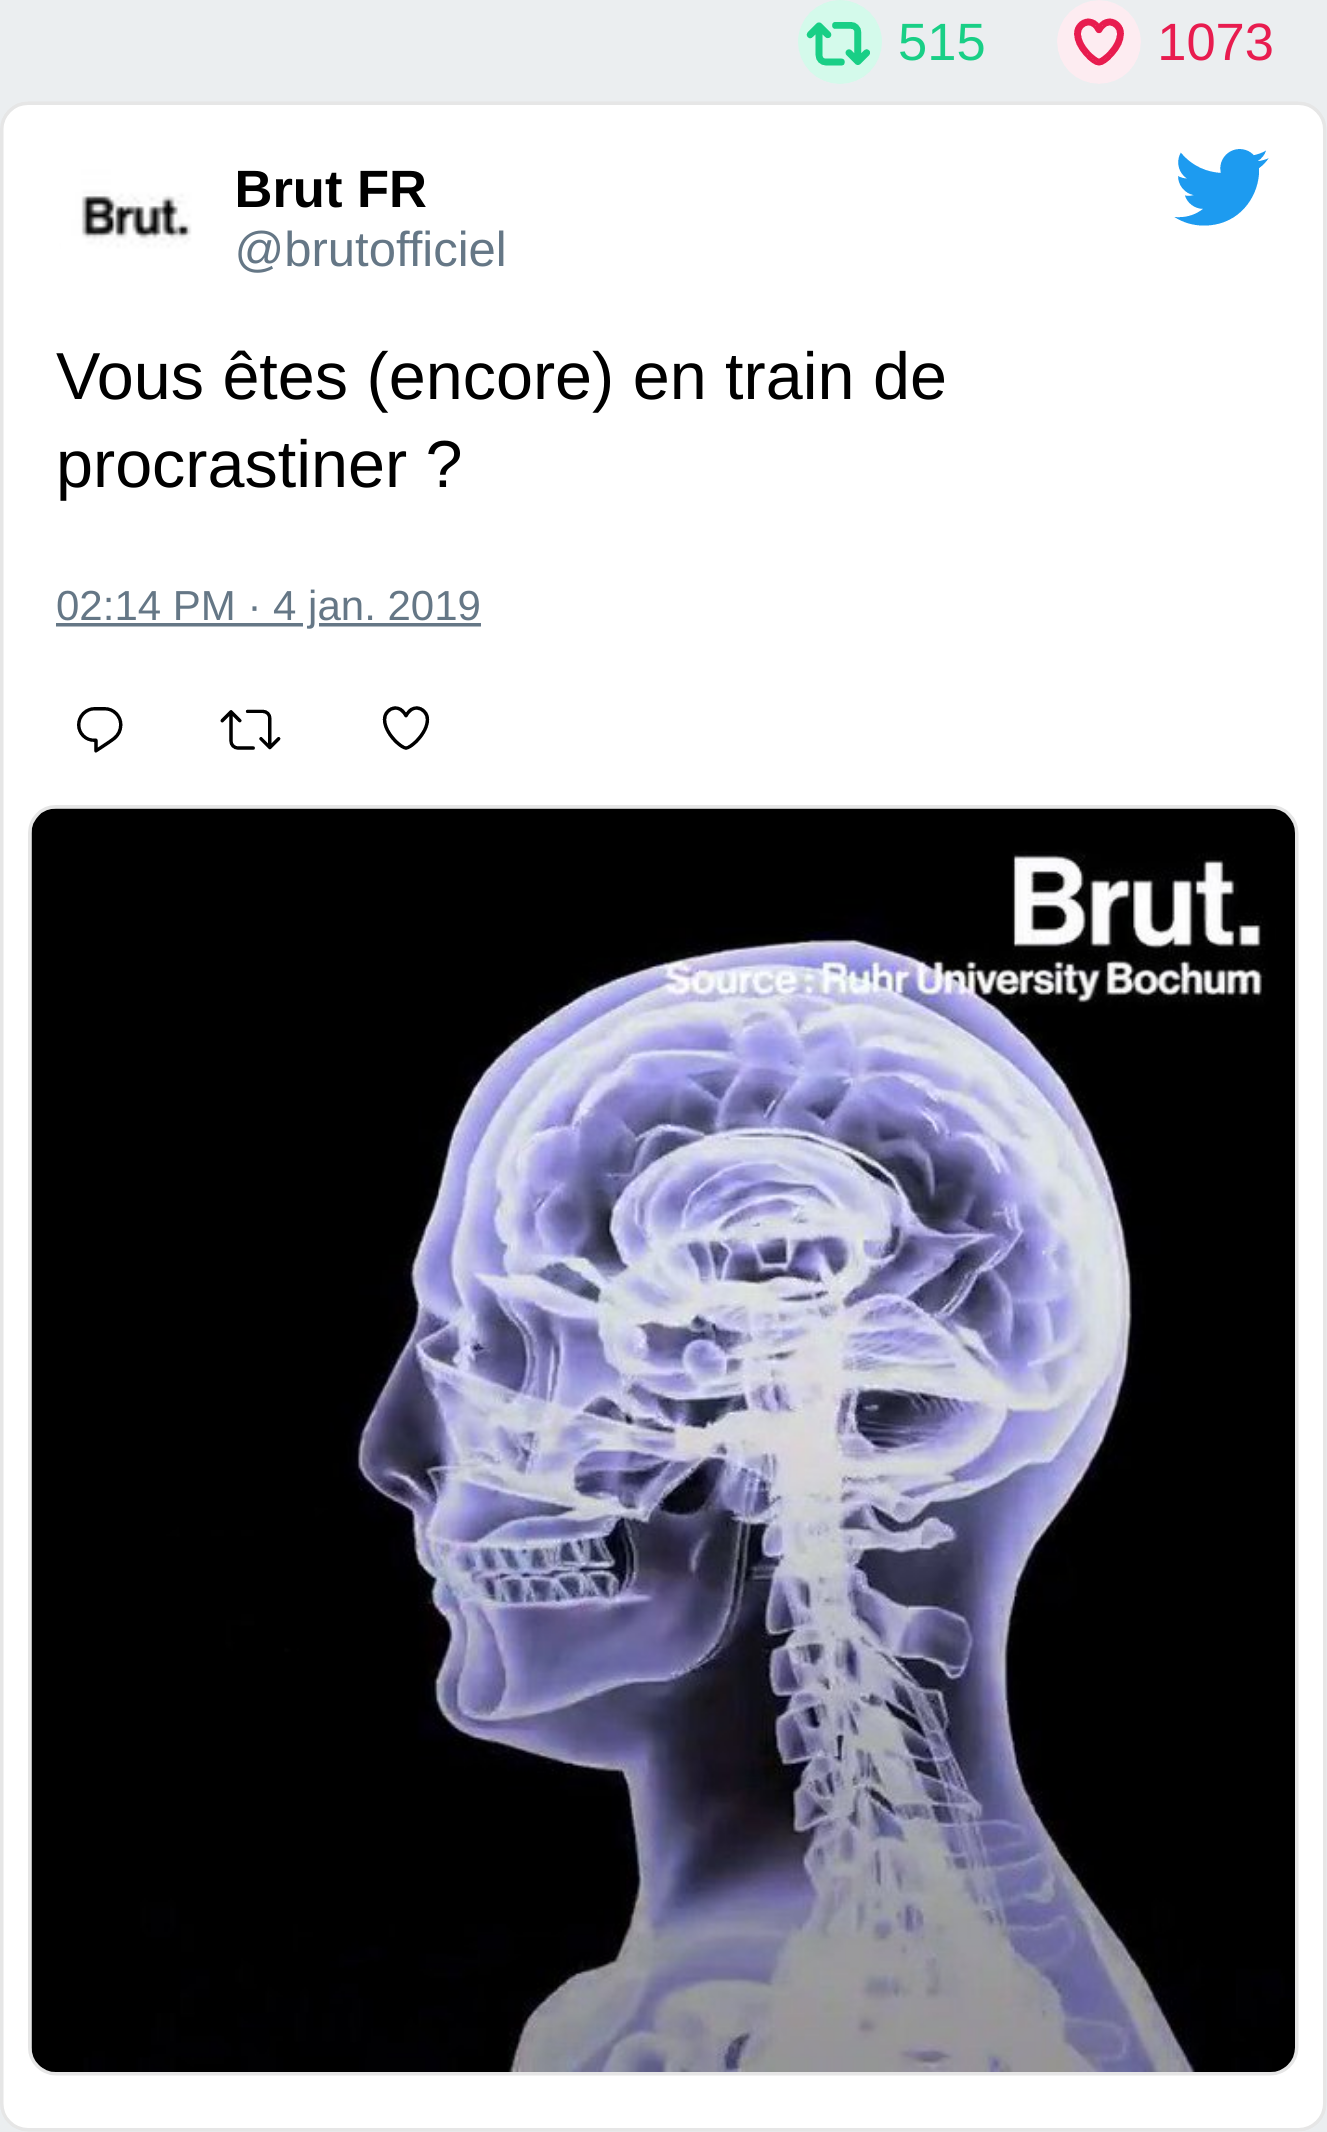 515 1073
Brut.
Brut FR
@brutofficiel
Vous êtes (encore) en train de
procrastiner ?
02:14 PM · 4 jan. 2019
Brut.
Source : Ruhr University Bochum